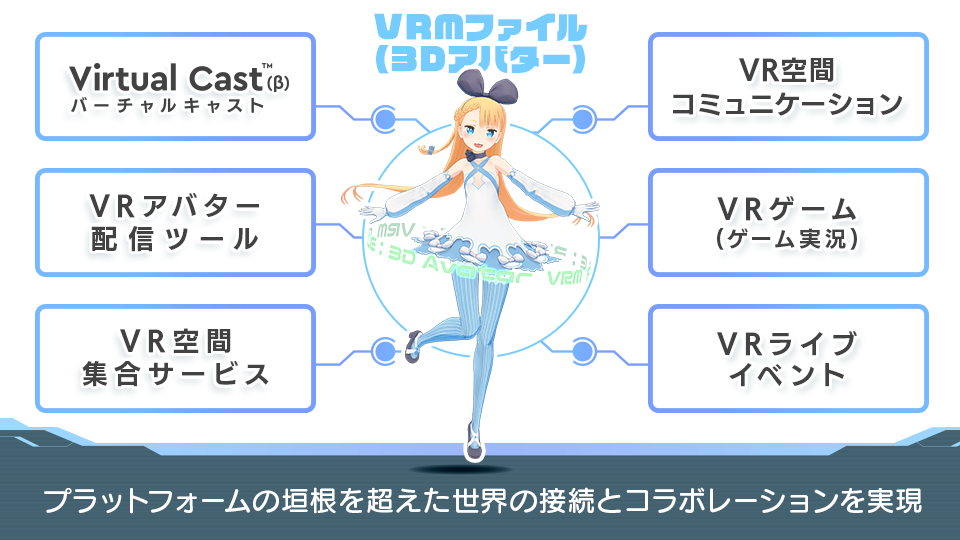 VRMファイル
(3Dアバター)
Virtual Cast™(β)
バーチャルキャスト
VRアバター
配信ツール
VR空間
集合サービス
VR空間
コミュニケーション
VRゲーム
(ゲーム実況)
VRライブ
イベント
3D Avatar VRM
プラットフォームの垣根を超えた世界の接続とコラボレーションを実現